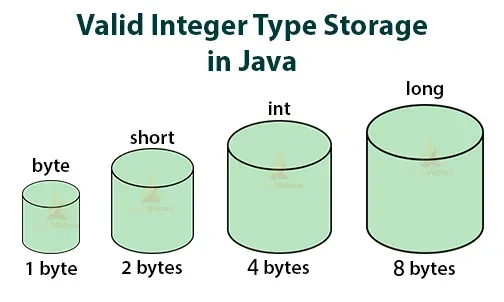 Valid Integer Type Storage
in Java
byte
short
int
long
1 byte
2 bytes
4 bytes
8 bytes